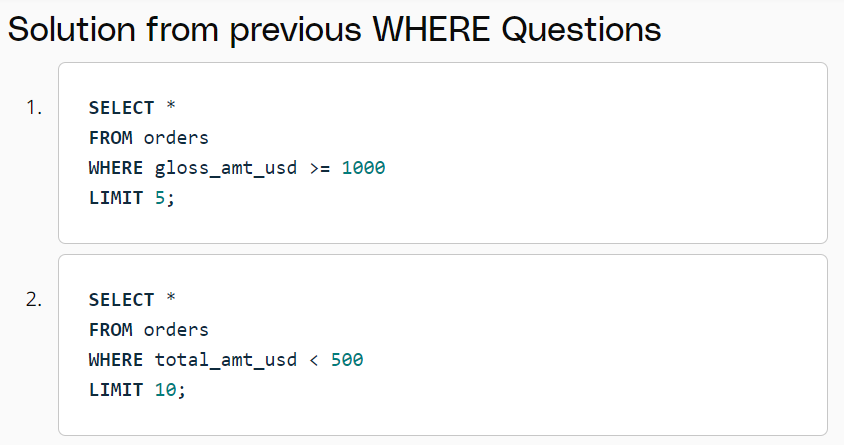 Solution from previous WHERE Questions
1.
SELECT *
FROM orders
WHERE gloss_amt_usd >= 1000
LIMIT 5;
2.
SELECT *
FROM orders
WHERE total_amt_usd < 500
LIMIT 10;